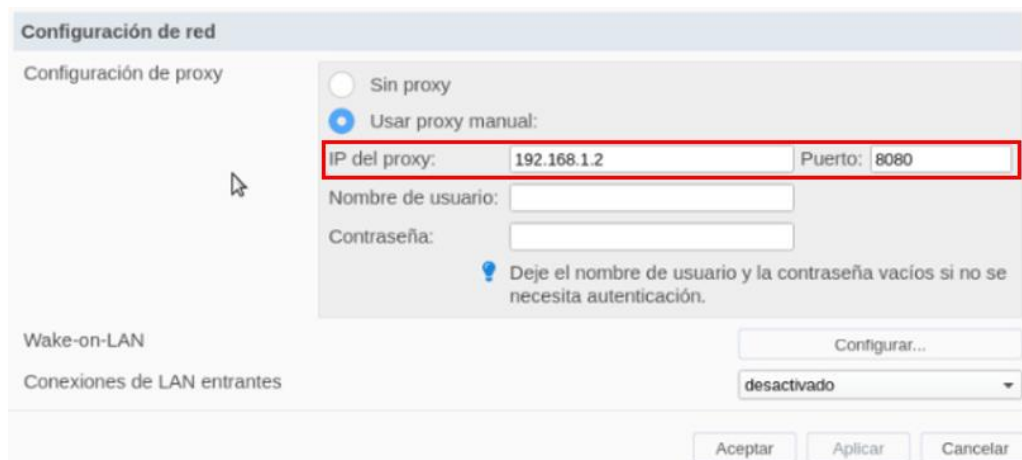 Configuración de red
Configuración de proxy
Sin proxy
Usar proxy manual:
IP del proxy: 192.168.1.2 Puerto: 8080
Nombre de usuario:
Contraseña:
Deje el nombre de usuario y la contraseña vacíos si no se
necesita autenticación.
Wake-on-LAN Configurar...
Conexiones de LAN entrantes desactivado
Aceptar Aplicar Cancelar